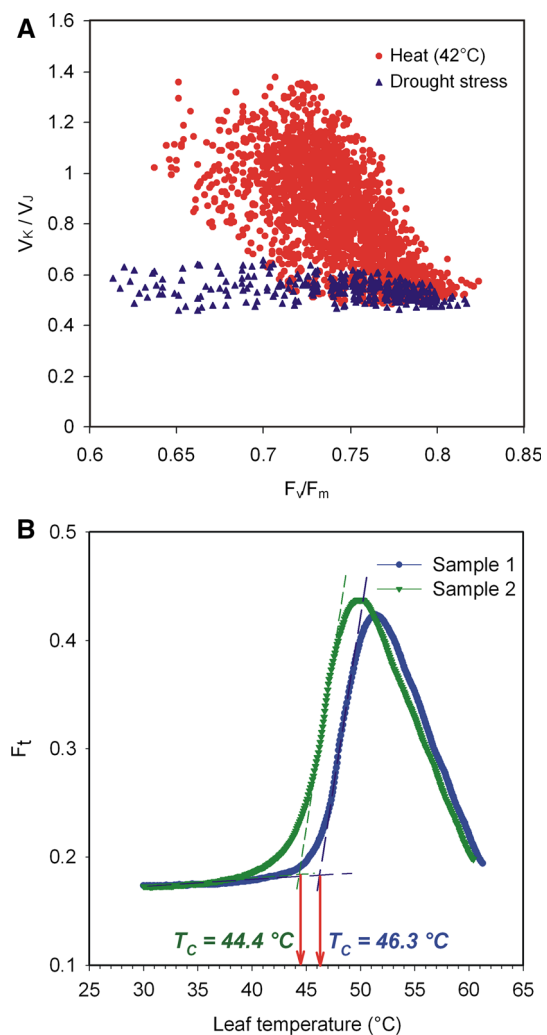 A
1.6
1.4
1.2
1
0.8
0.6
0.4
0.2
0
VK / VJ
Heat (42°C)
Drought stress
0.6 0.65 0.7 0.75 0.8 0.85
Fv/Fm
B
0.5
0.4
0.3
0.2
0.1
Ft
Sample 1
Sample 2
TC = 44.4 °C TC = 46.3 °C
30 35 40 45 50 55 60 65
Leaf temperature (°C)